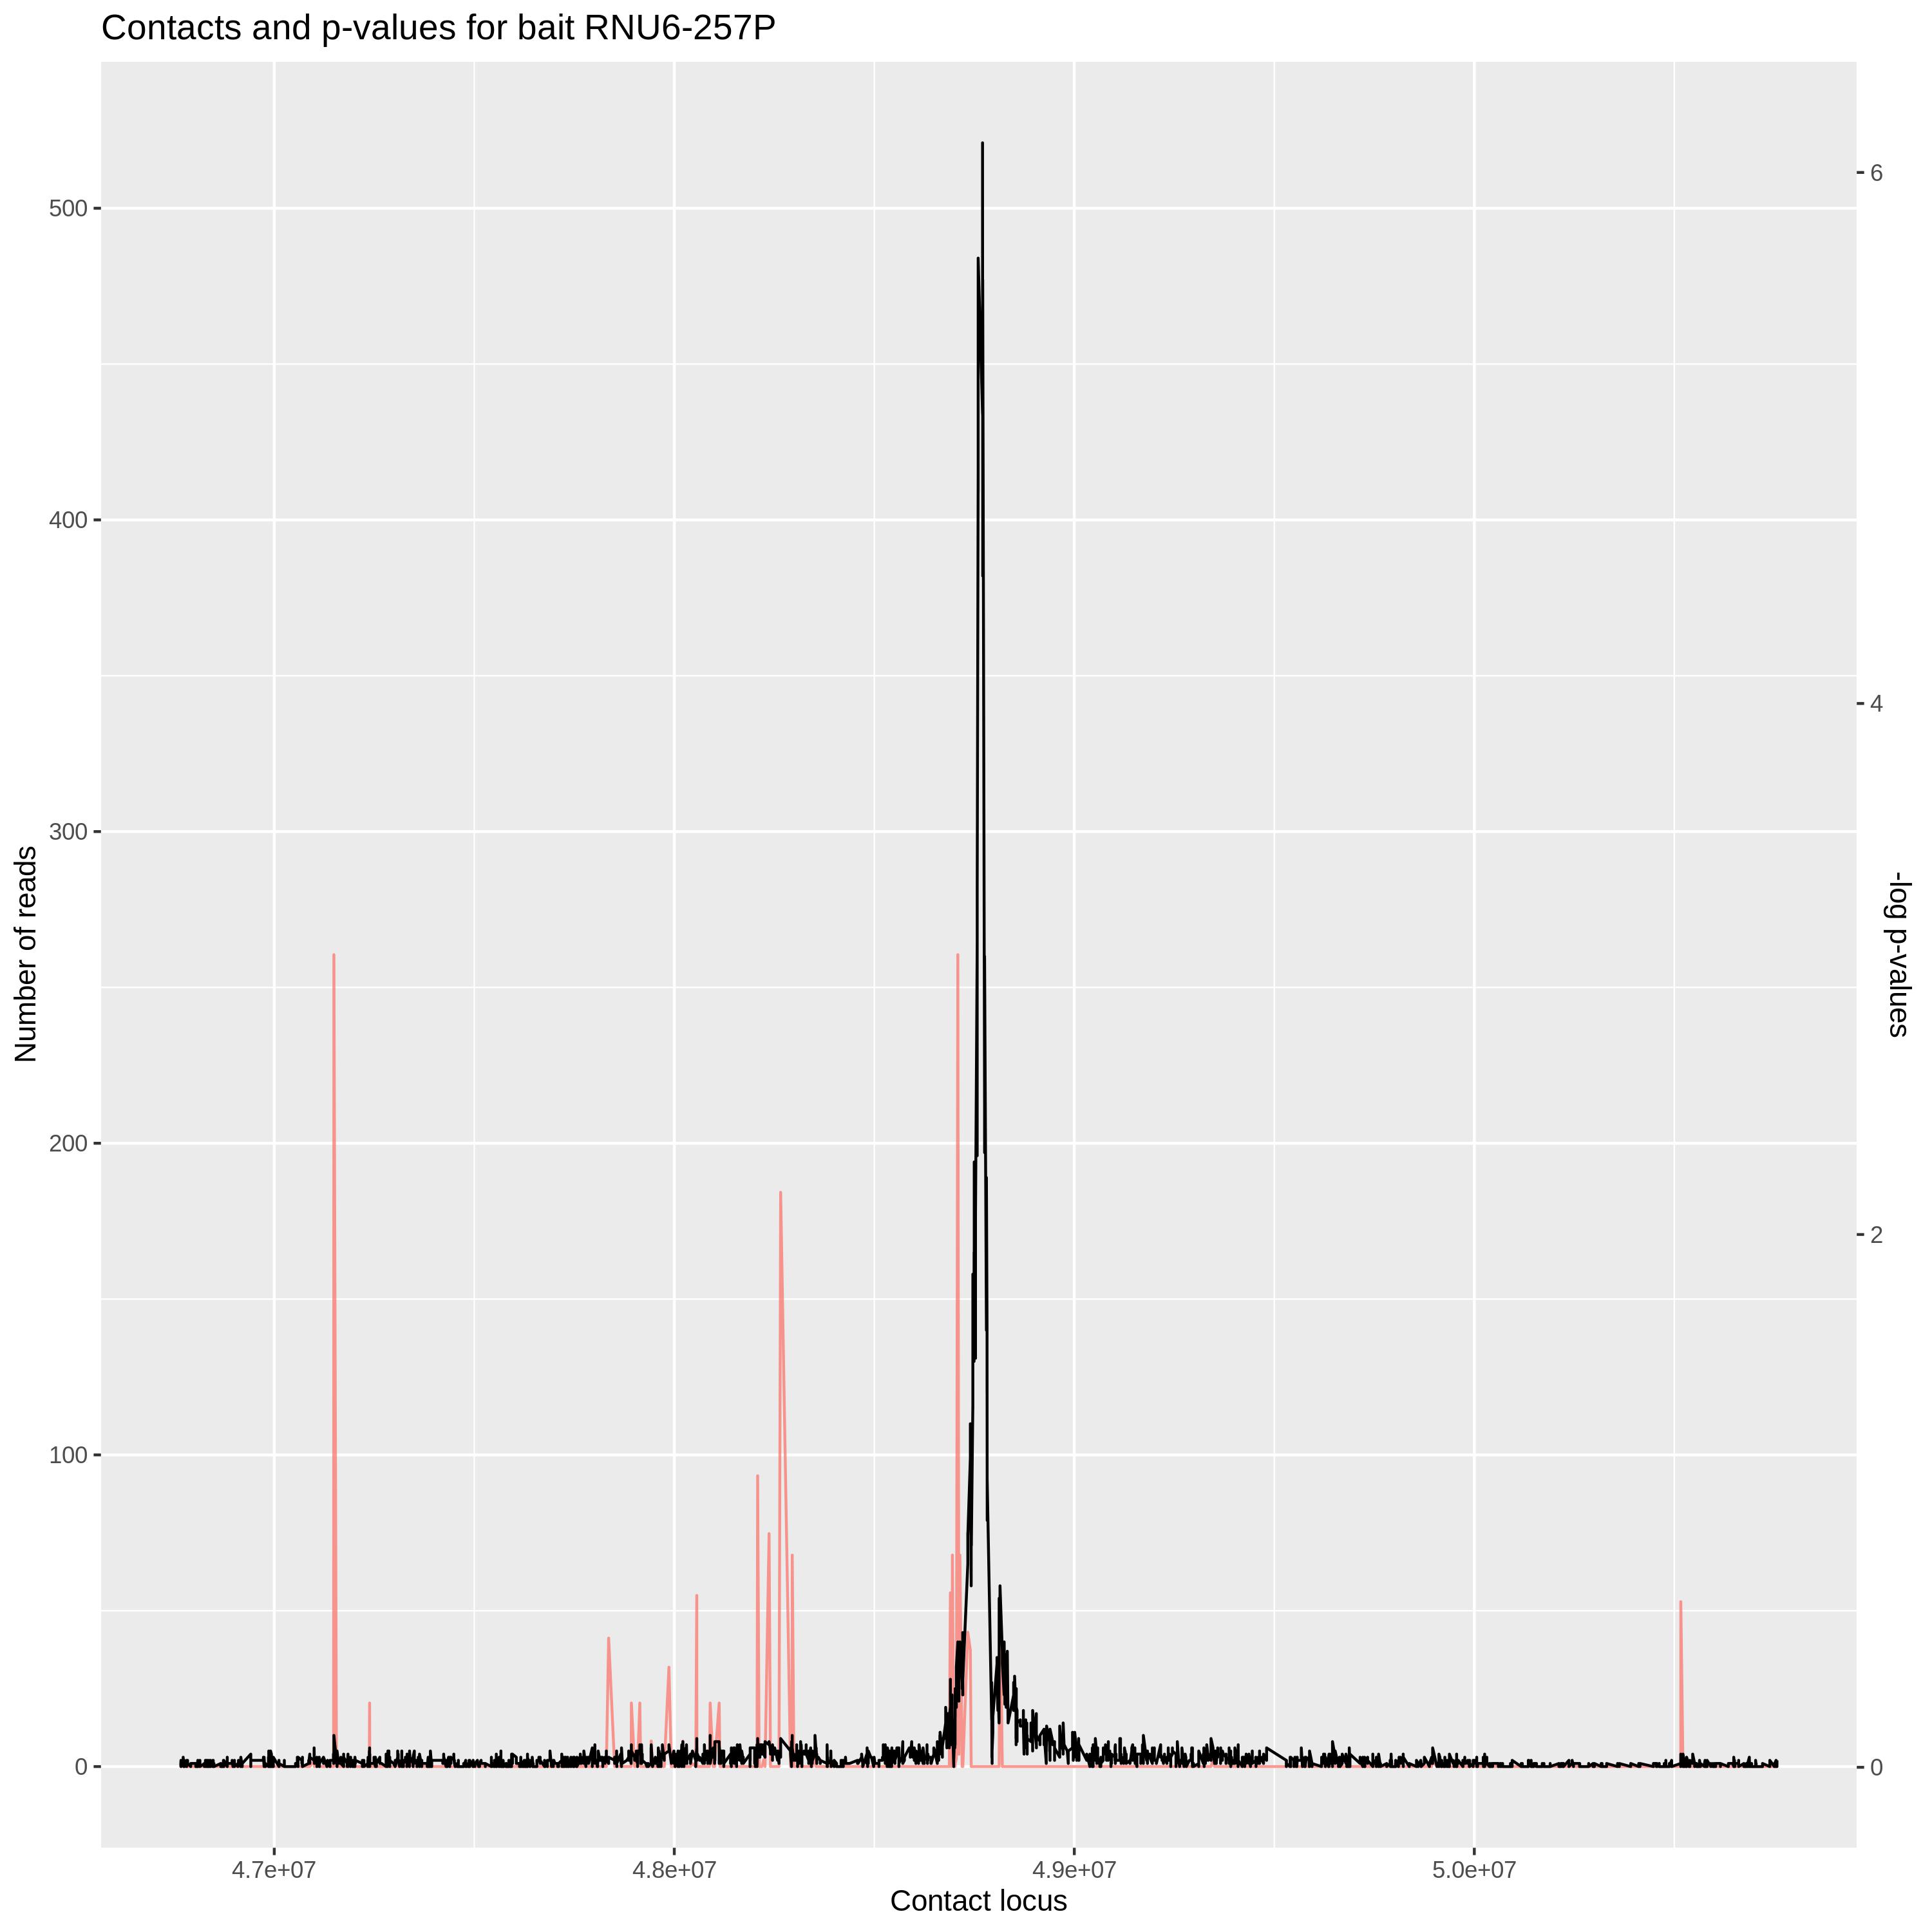 Contacts and p-values for bait RNU6-257P
500
400
300
200
100
0
Number of reads
6
4
2
0
-log p-values
4.7e+07
4.8e+07
4.9e+07
5.0e+07
Contact locus